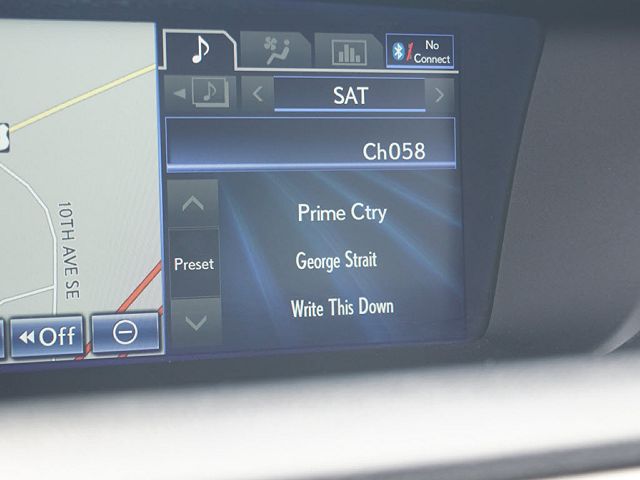 No
Connect
SAT
Ch058
Prime Ctry
Preset
George Strait
Write This Down
10TH AVE SE
Off